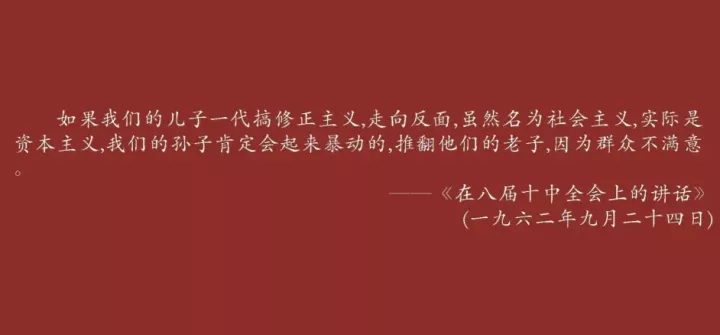 如果我们的儿子一代搞修正主义,走向反面,虽然名为社会主义,实际是
资本主义,我们的孙子肯定会起来暴动的,推翻他们的老子,因为群众不满意
。
——《在八届十中全会上的讲话》
(一九六二年九月二十四日)